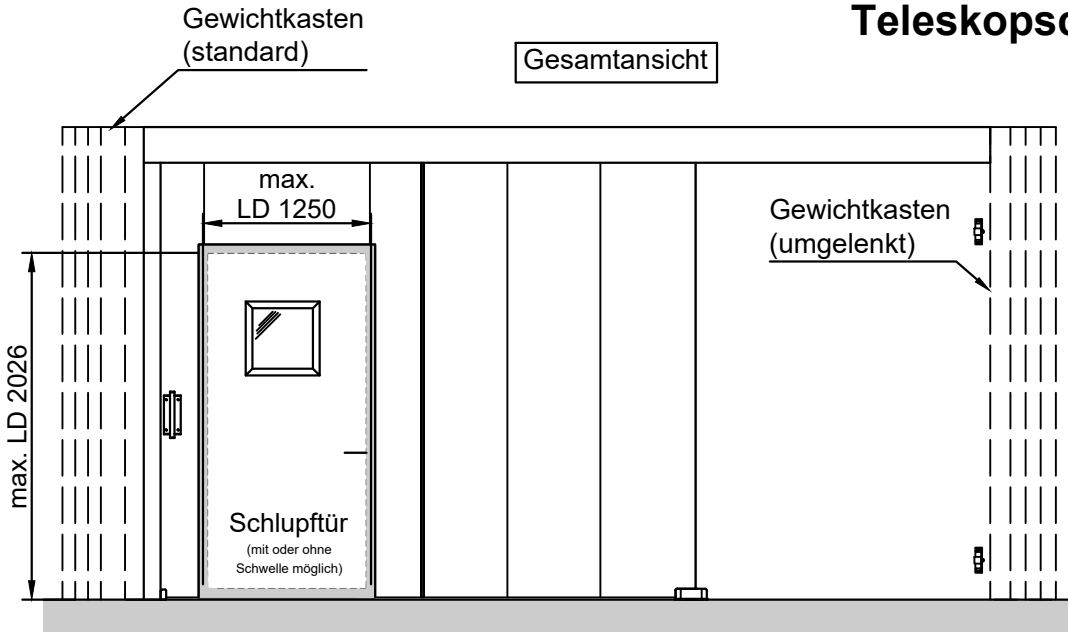 Teleskopsc
Gewichtkasten
(standard)
Gesamtansicht
max.
LD 1250
Gewichtkasten
(umgelenkt)
max. LD 2026
Schlupftür
(mit oder ohne
Schwelle möglich)